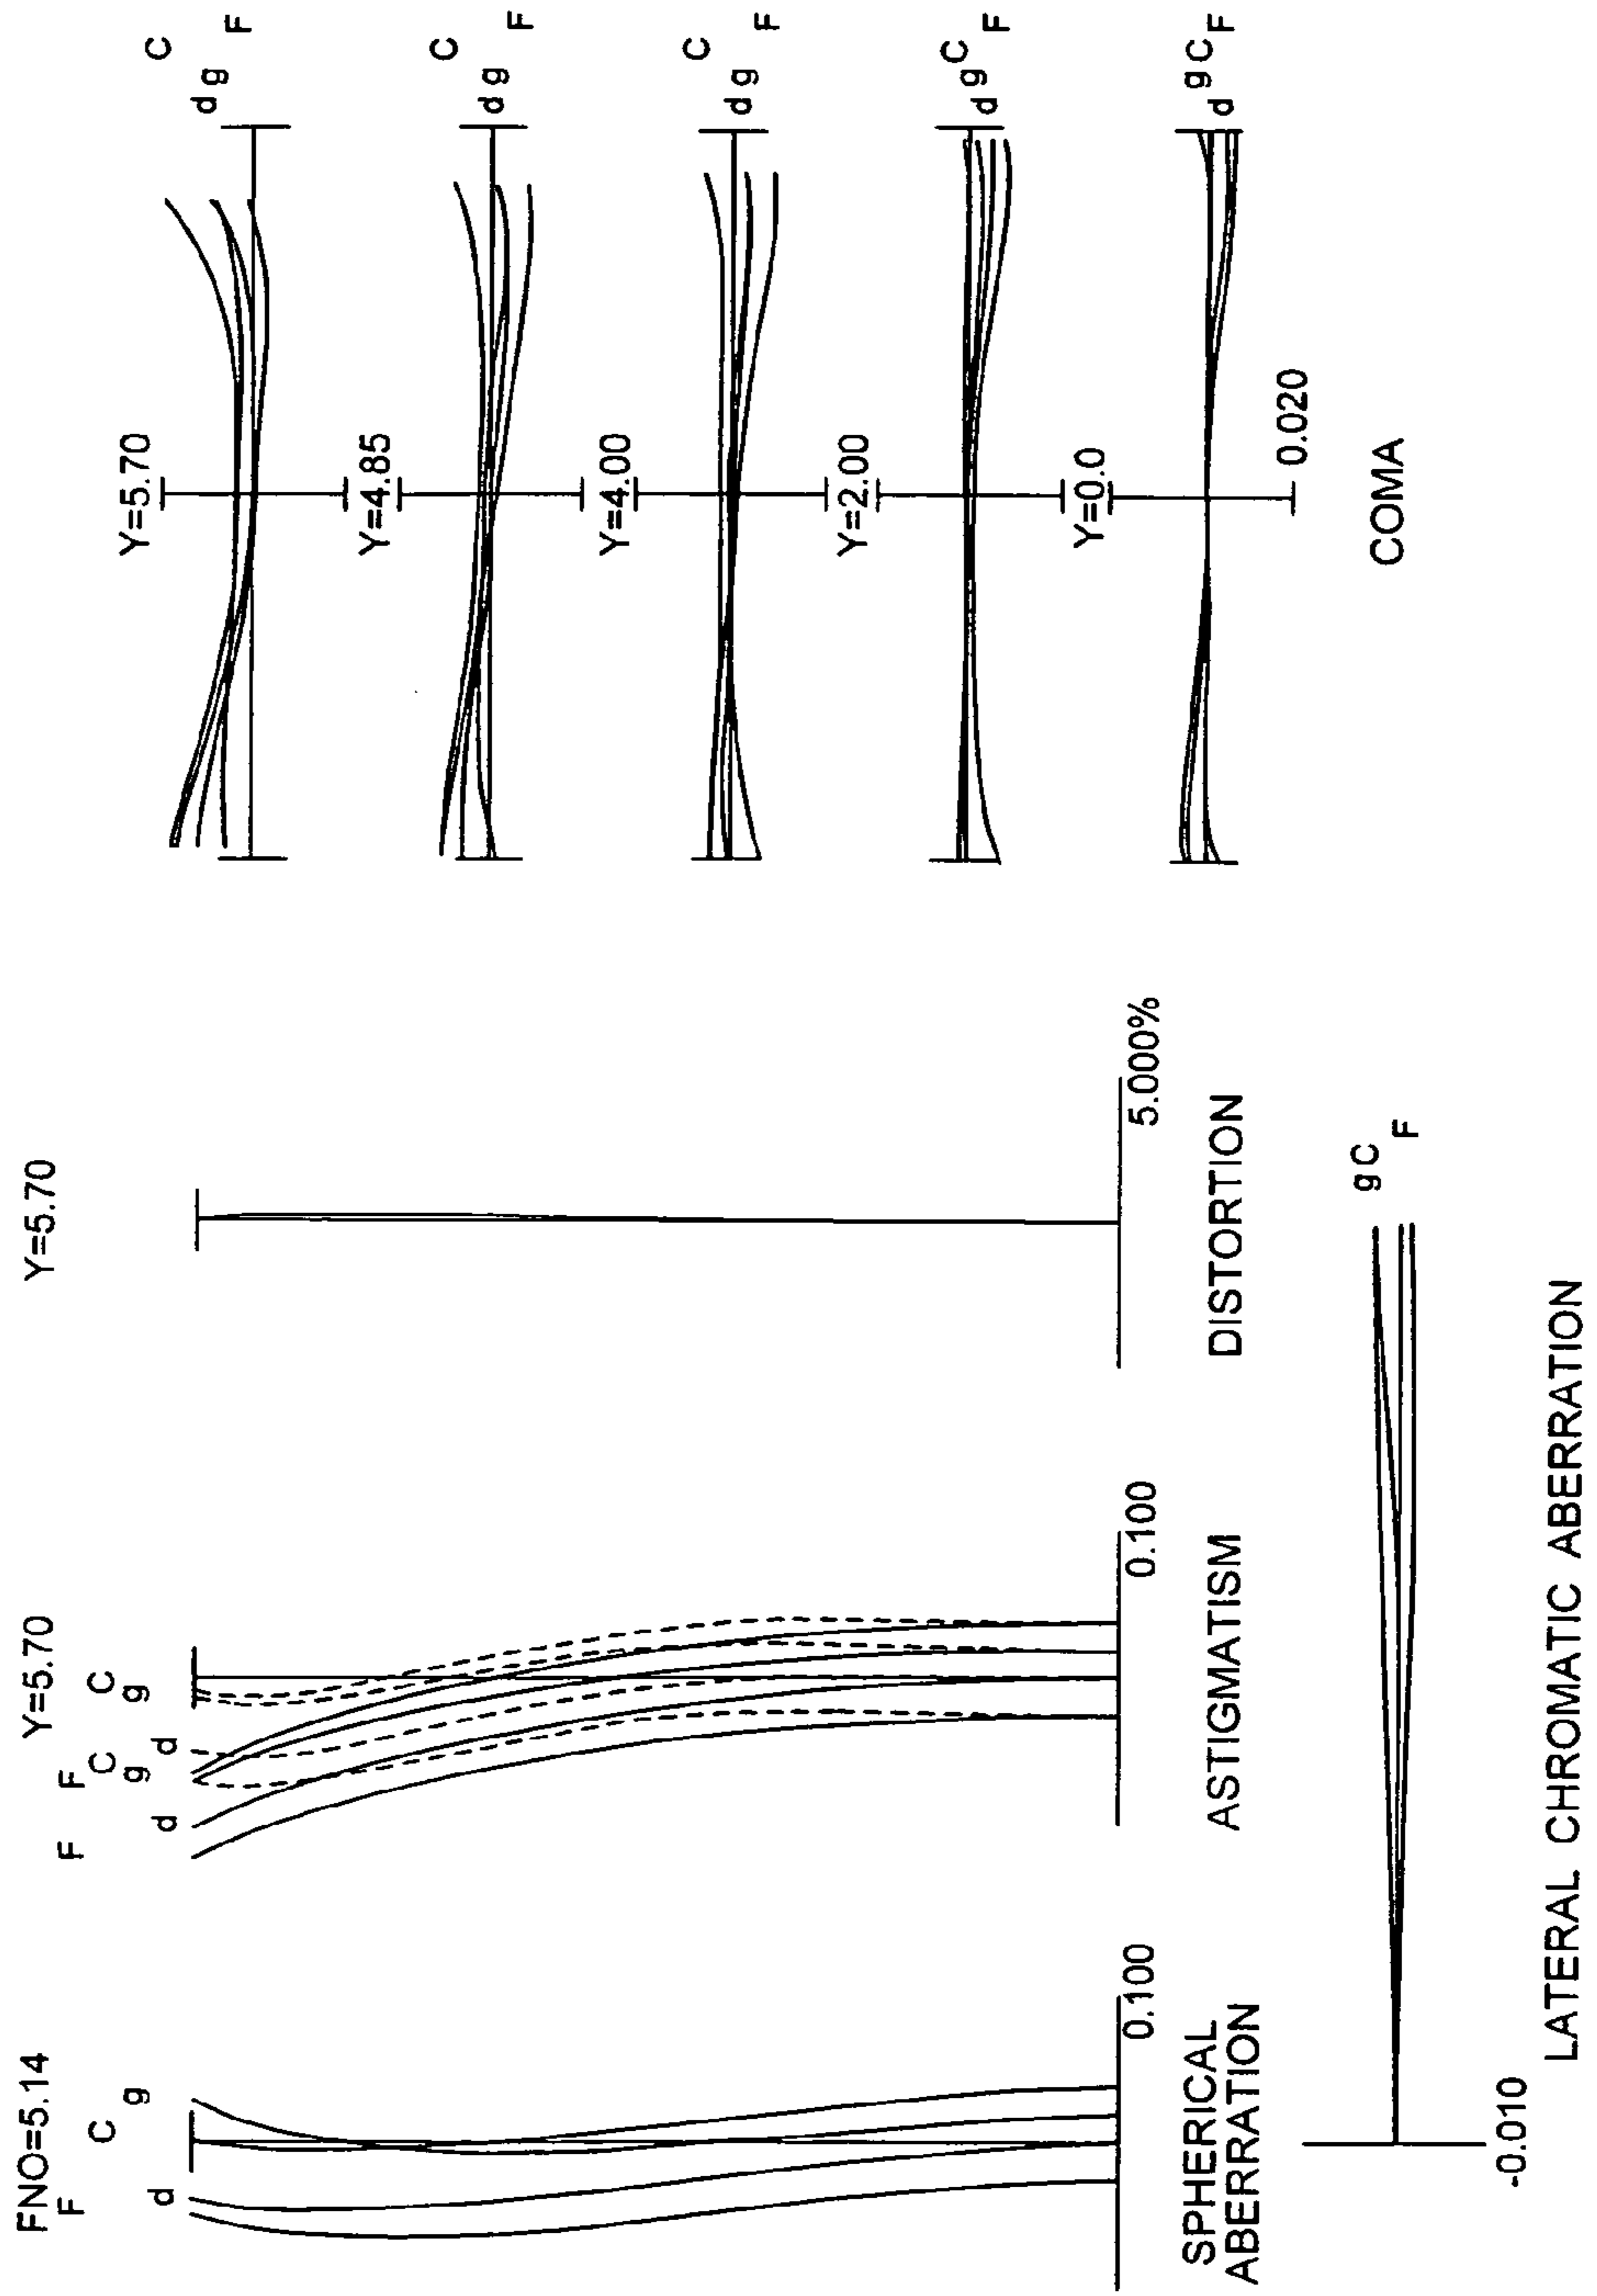 FNO=5.14
F
d
C
g
0.100
SPHERICAL
ABERRATION
Y=5.70
F
d
F
C
g
d
C
g
0.100
ASTIGMATISM
Y=5.70
5.000%
DISTORTION
Y=5.70
C
d g
F
Y=4.85
C
d g
F
Y=4.00
C
d g
F
Y=2.00
C
d g
F
Y=0.0
g C
d F
0.020
COMA
g C
F
-0.010
LATERAL CHROMATIC ABERRATION